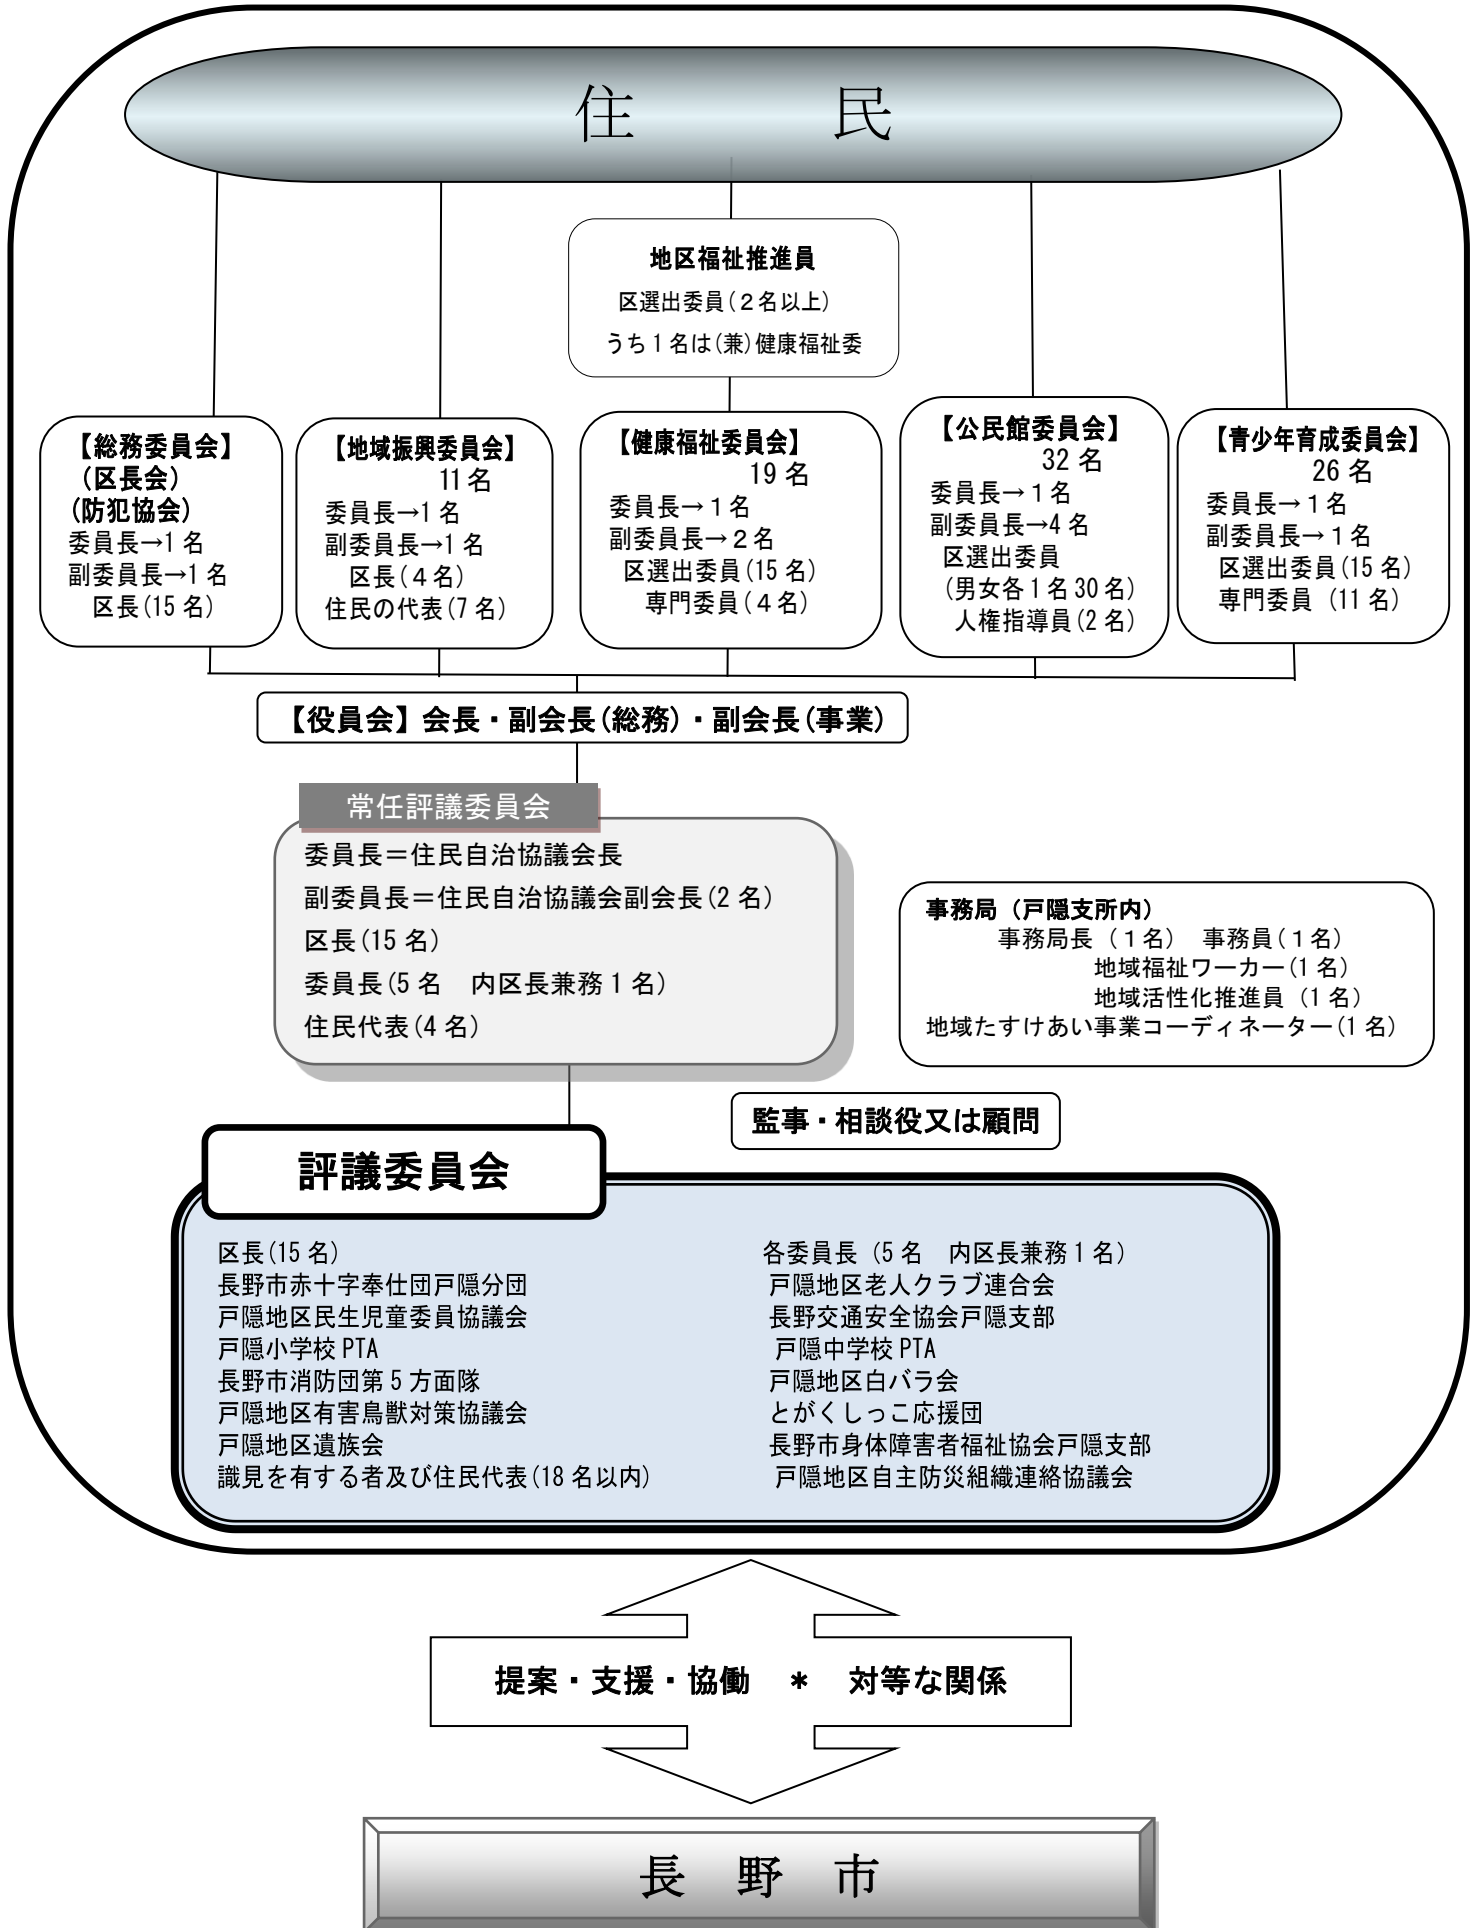 住　民
地区福祉推進員
区選出委員(２名以上)
うち１名は(兼)健康福祉委
【総務委員会】
(区長会)
(防犯協会)
委員長→1名
副委員長→1名
区長(15名)
【地域振興委員会】
11名
委員長→1名
副委員長→1名
区長(４名)
住民の代表(7名)
【健康福祉委員会】
19名
委員長→１名
副委員長→２名
区選出委員(15名)
専門委員(４名)
【公民館委員会】
32名
委員長→１名
副委員長→4名
区選出委員
(男女各１名30名)
人権指導員(2名)
【青少年育成委員会】
26名
委員長→１名
副委員長→１名
区選出委員(15名)
専門委員 (11名)
【役員会】会長・副会長(総務)・副会長(事業)
常任評議委員会
委員長＝住民自治協議会長
副委員長＝住民自治協議会副会長(2名)
区長(15名)
委員長(5名　内区長兼務１名)
住民代表(4名)
事務局（戸隠支所内）
事務局長（１名）　事務員(１名)
地域福祉ワーカー(1名)
地域活性化推進員 (1名)
地域たすけあい事業コーディネーター(1名)
監事・相談役又は顧問
評議委員会
区長(15名)　各委員長 (5名　内区長兼務１名)
長野市赤十字奉仕団戸隠分団　戸隠地区老人クラブ連合会
戸隠地区民生児童委員協議会　長野交通安全協会戸隠支部
戸隠小学校PTA　戸隠中学校PTA
長野市消防団第５方面隊　戸隠地区白バラ会
戸隠地区有害鳥獣対策協議会　とがくしっこ応援団
戸隠地区遺族会　長野市身体障害者福祉協会戸隠支部
識見を有する者及び住民代表(18名以内)　戸隠地区自主防災組織連絡協議会
提案・支援・協働　＊　対等な関係
長　野　市